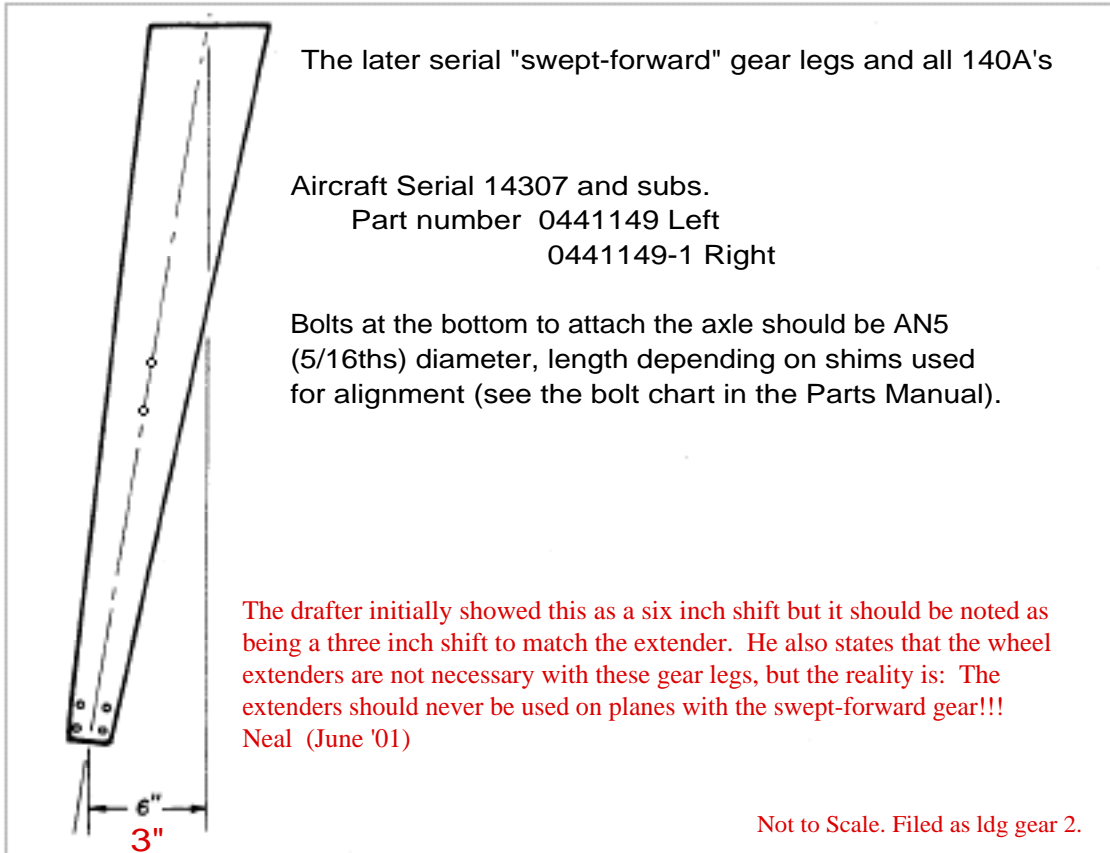 The later serial "swept-forward" gear legs and all 140A's
Aircraft Serial 14307 and subs.
Part number 0441149 Left
0441149-1 Right
Bolts at the bottom to attach the axle should be AN5
(5/16ths) diameter, length depending on shims used
for alignment (see the bolt chart in the Parts Manual).
The drafter initially showed this as a six inch shift but it should be noted as
being a three inch shift to match the extender. He also states that the wheel
extenders are not necessary with these gear legs, but the reality is: The
extenders should never be used on planes with the swept-forward gear!!!
Neal (June '01)
6"
3"
Not to Scale. Filed as ldg gear 2.